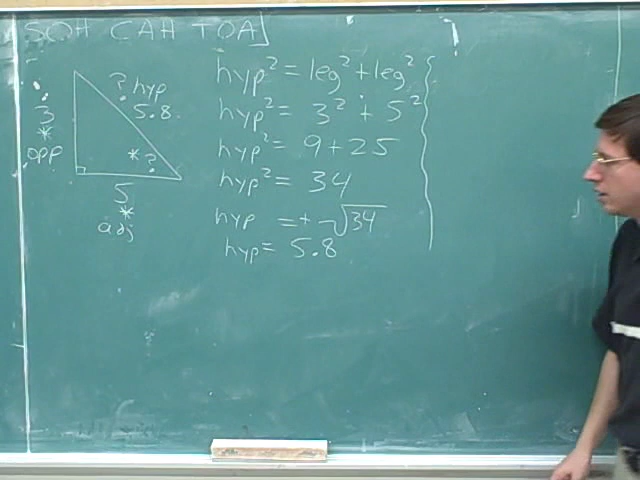 SOH CAH TOA
? hyp
5.8
3
*
opp
* ?
5
*
adj
hyp² = leg² + leg²
hyp² = 3² + 5²
hyp² = 9 + 25
hyp² = 34
hyp = ± √34
hyp = 5.8